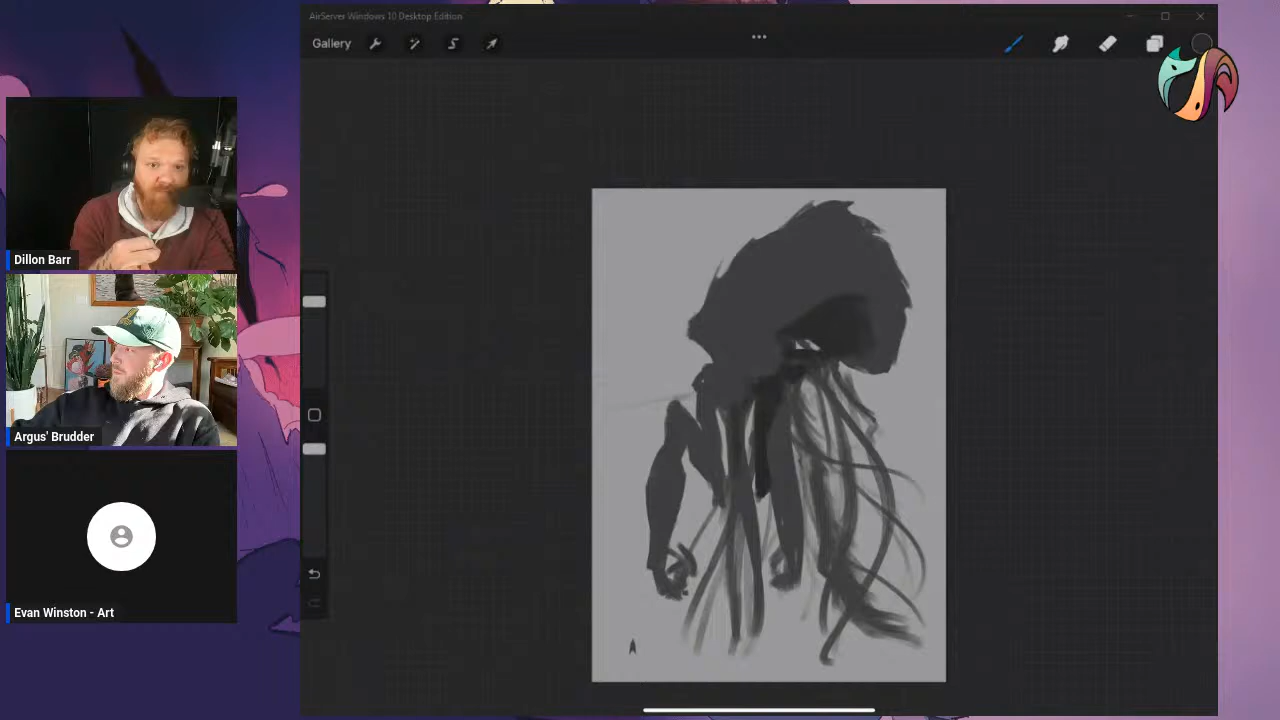 AirServer Windows 10 Desktop Edition
Gallery
Dillon Barr
Argus' Brudder
Evan Winston - Art